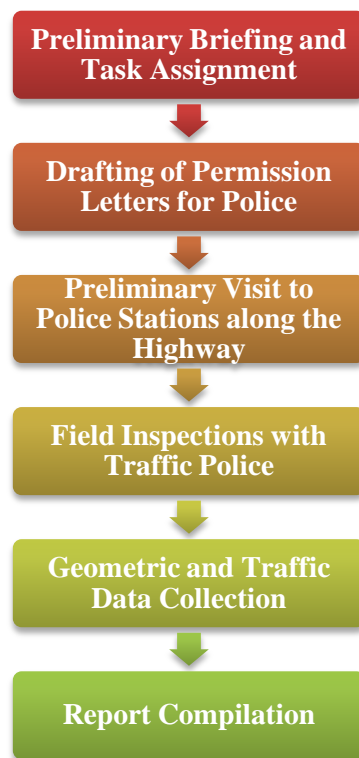 Preliminary Briefing and
Task Assignment
Drafting of Permission
Letters for Police
Preliminary Visit to
Police Stations along the
Highway
Field Inspections with
Traffic Police
Geometric and Traffic
Data Collection
Report Compilation